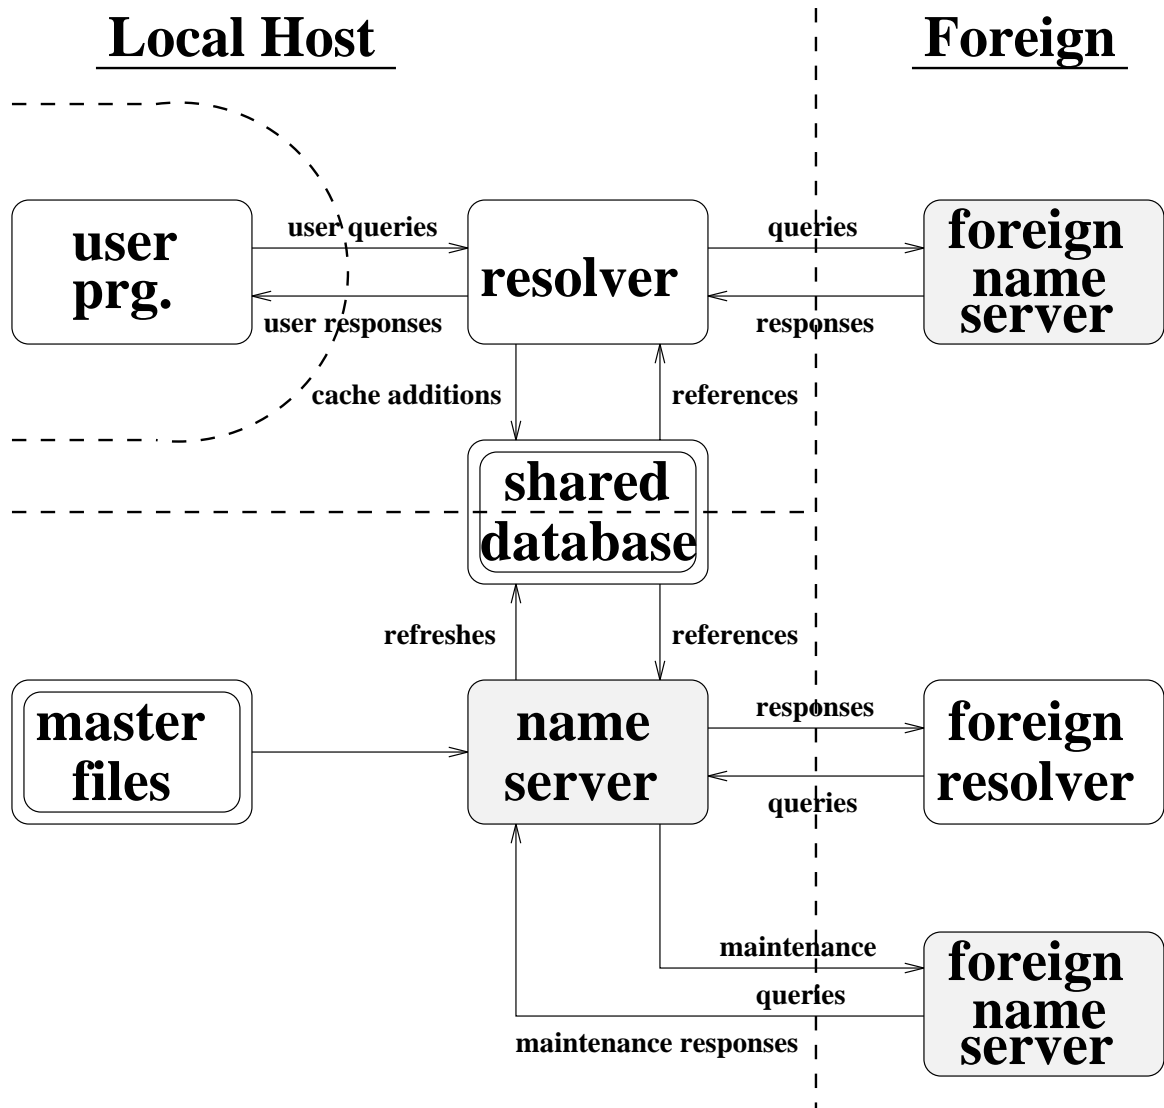 Local Host
Foreign
user
prg.
user queries
user responses
resolver
queries
responses
foreign
name
server
cache additions
references
shared
database
refreshes
references
master
files
name
server
responses
queries
foreign
resolver
maintenance
queries
maintenance responses
foreign
name
server